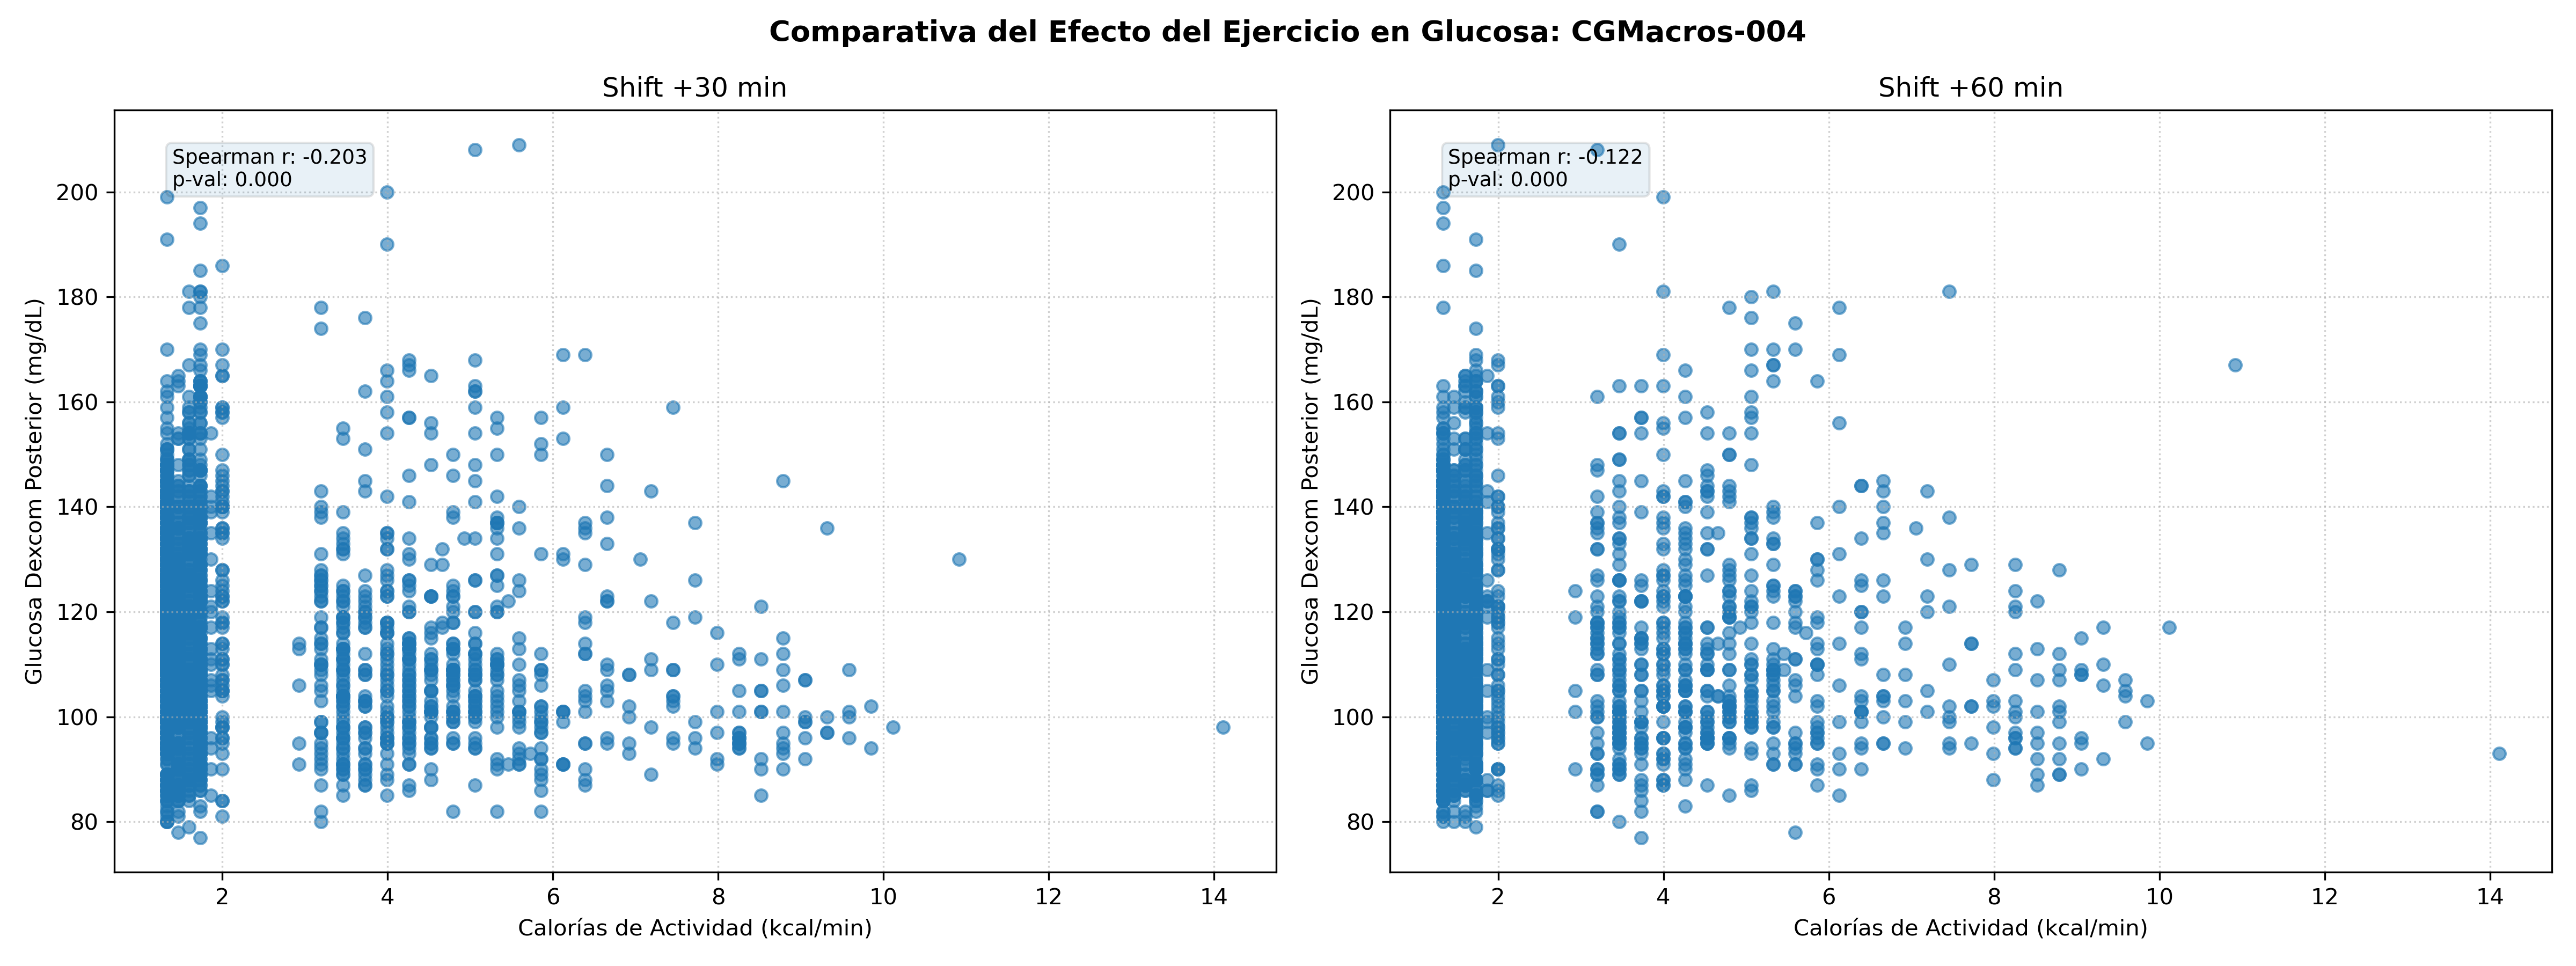 Comparativa del Efecto del Ejercicio en Glucosa: CGMacros-004
Shift +30 min
Spearman r: -0.203
p-val: 0.000
Glucosa Dexcom Posterior (mg/dL)
200
180
160
140
120
100
80
2 4 6 8 10 12 14
Calorías de Actividad (kcal/min)
Shift +60 min
Spearman r: -0.122
p-val: 0.000
Glucosa Dexcom Posterior (mg/dL)
200
180
160
140
120
100
80
2 4 6 8 10 12 14
Calorías de Actividad (kcal/min)